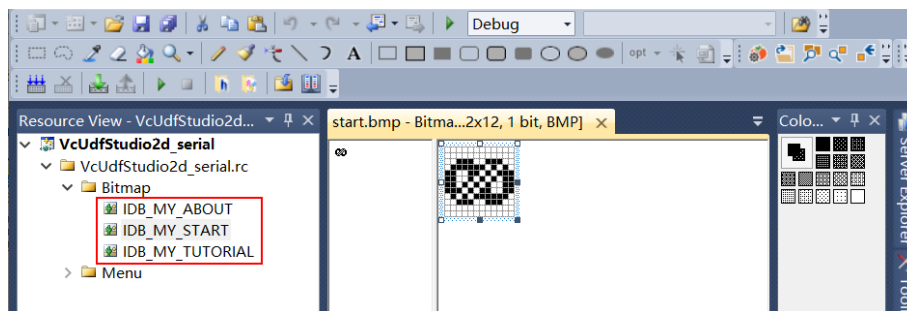 Debug
A
opt
Resource View - VcUdfStudio2d...
start.bmp - Bitma...2x12, 1 bit, BMP]
Colo...
VcUdfStudio2d_serial
VcUdfStudio2d_serial.rc
Bitmap
IDB_MY_ABOUT
IDB_MY_START
IDB_MY_TUTORIAL
Menu
Server Explorer